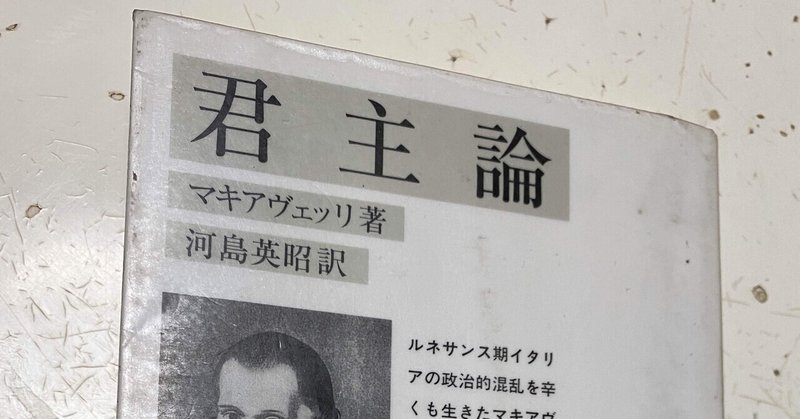 君主論
マキアヴェッリ著
河島英昭訳
ルネサンス期イタリ
アの政治的混乱を辛
くも生きたマキアヴ